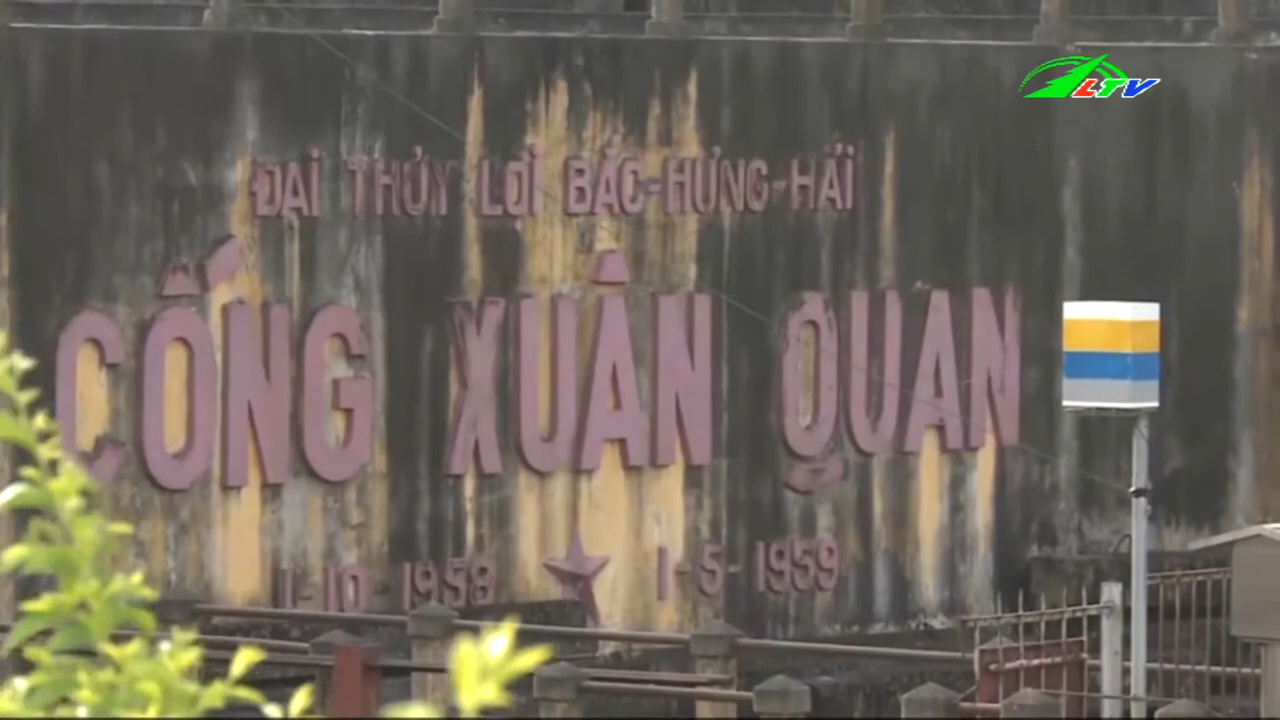 LTV
ĐẠI THỦY LỢI BẮC-HƯNG-HẢI
CỐNG XUÂN QUAN
1-10-1958 ★ 1-5-1959